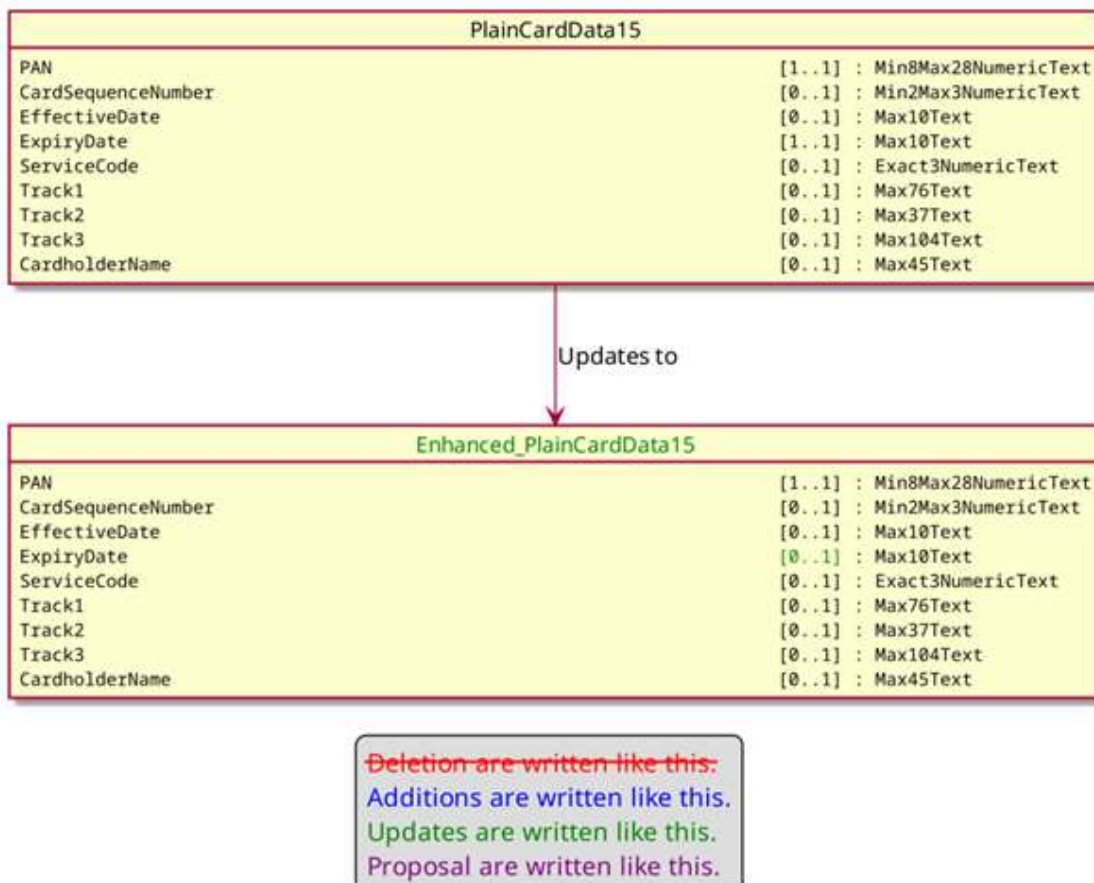 PlainCardData15
PAN [1..1] : Min8Max28NumericText
CardSequenceNumber [0..1] : Min2Max3NumericText
EffectiveDate [0..1] : Max10Text
ExpiryDate [1..1] : Max10Text
ServiceCode [0..1] : Exact3NumericText
Track1 [0..1] : Max76Text
Track2 [0..1] : Max37Text
Track3 [0..1] : Max104Text
CardholderName [0..1] : Max45Text
Updates to
Enhanced_PlainCardData15
PAN [1..1] : Min8Max28NumericText
CardSequenceNumber [0..1] : Min2Max3NumericText
EffectiveDate [0..1] : Max10Text
ExpiryDate [0..1] : Max10Text
ServiceCode [0..1] : Exact3NumericText
Track1 [0..1] : Max76Text
Track2 [0..1] : Max37Text
Track3 [0..1] : Max104Text
CardholderName [0..1] : Max45Text
Deletion are written like this.
Additions are written like this.
Updates are written like this.
Proposal are written like this.